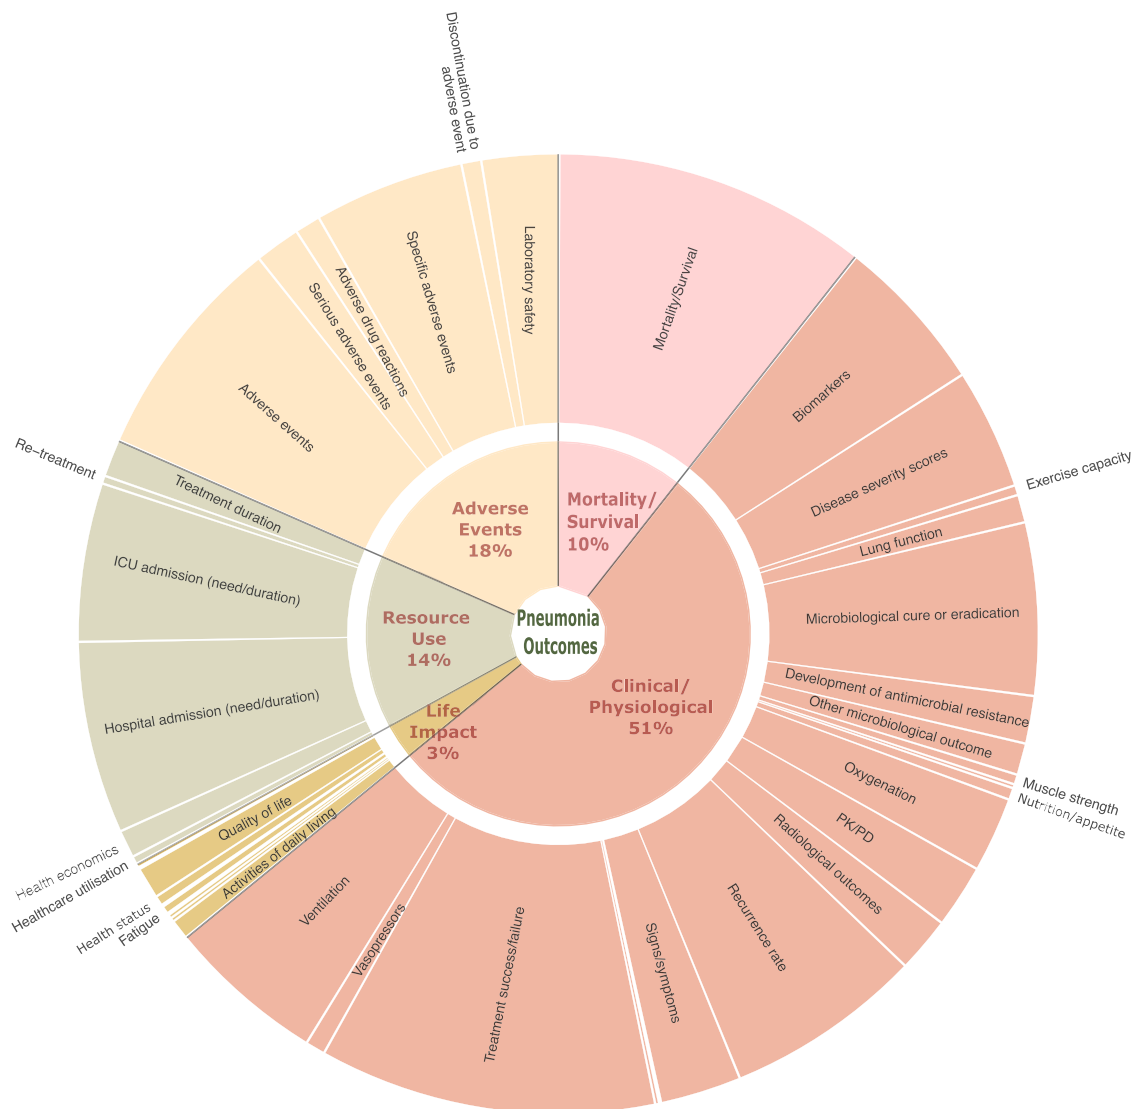 Discontinuation due to
adverse event
Laboratory safety
Specific adverse events
Adverse drug reactions
Serious adverse events
Adverse events
Mortality/Survival
Biomarkers
Disease severity scores
Exercise capacity
Lung function
Microbiological cure or eradication
Development of antimicrobial resistance
Other microbiological outcome
Muscle strength
Nutrition/appetite
Oxygenation
PK/PD
Radiological outcomes
Recurrence rate
Signs/symptoms
Treatment success/failure
Vasopressors
Ventilation
Activities of daily living
Fatigue
Health status
Quality of life
Healthcare utilisation
Health economics
Hospital admission (need/duration)
ICU admission (need/duration)
Re-treatment
Treatment duration
Adverse
Events
18%
Mortality/
Survival
10%
Resource
Use
14%
Pneumonia
Outcomes
Life
Impact
3%
Clinical/
Physiological
51%